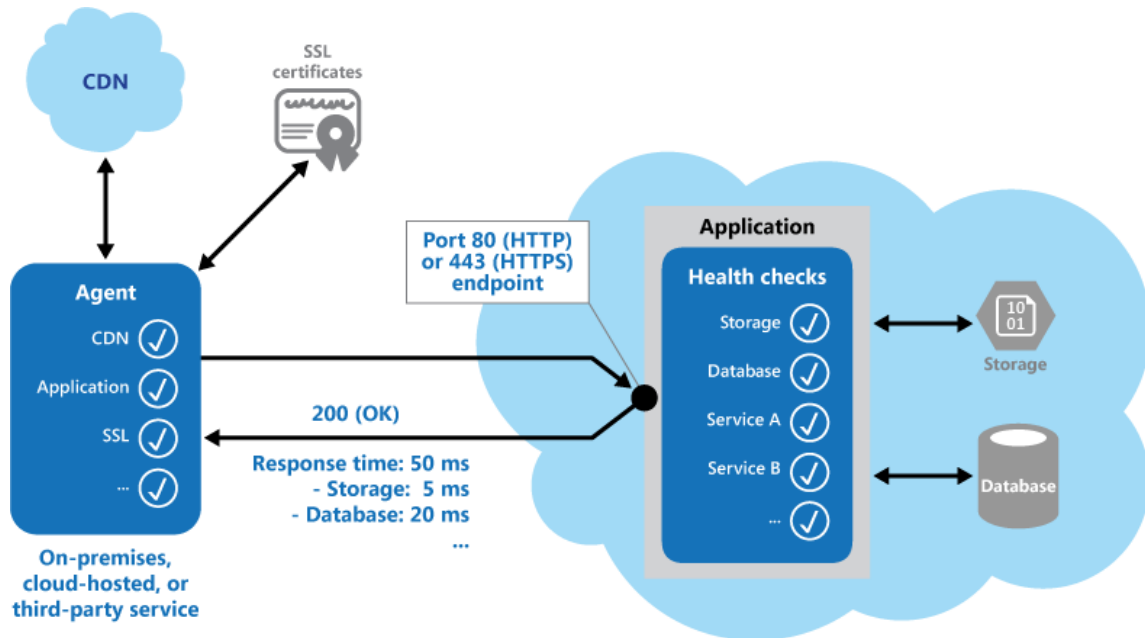 CDN
SSL
certificates
Agent
CDN
Application
SSL
...
On-premises,
cloud-hosted, or
third-party service
200 (OK)
Response time: 50 ms
- Storage: 5 ms
- Database: 20 ms
...
Port 80 (HTTP)
or 443 (HTTPS)
endpoint
Application
Health checks
Storage
Database
Service A
Service B
...
10
01
Storage
Database